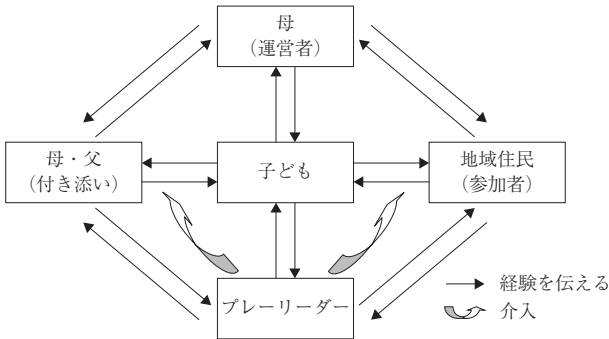 母
（運営者）
母・父
（付き添い）
子ども
地域住民
（参加者）
プレーリーダー
経験を伝える
介入